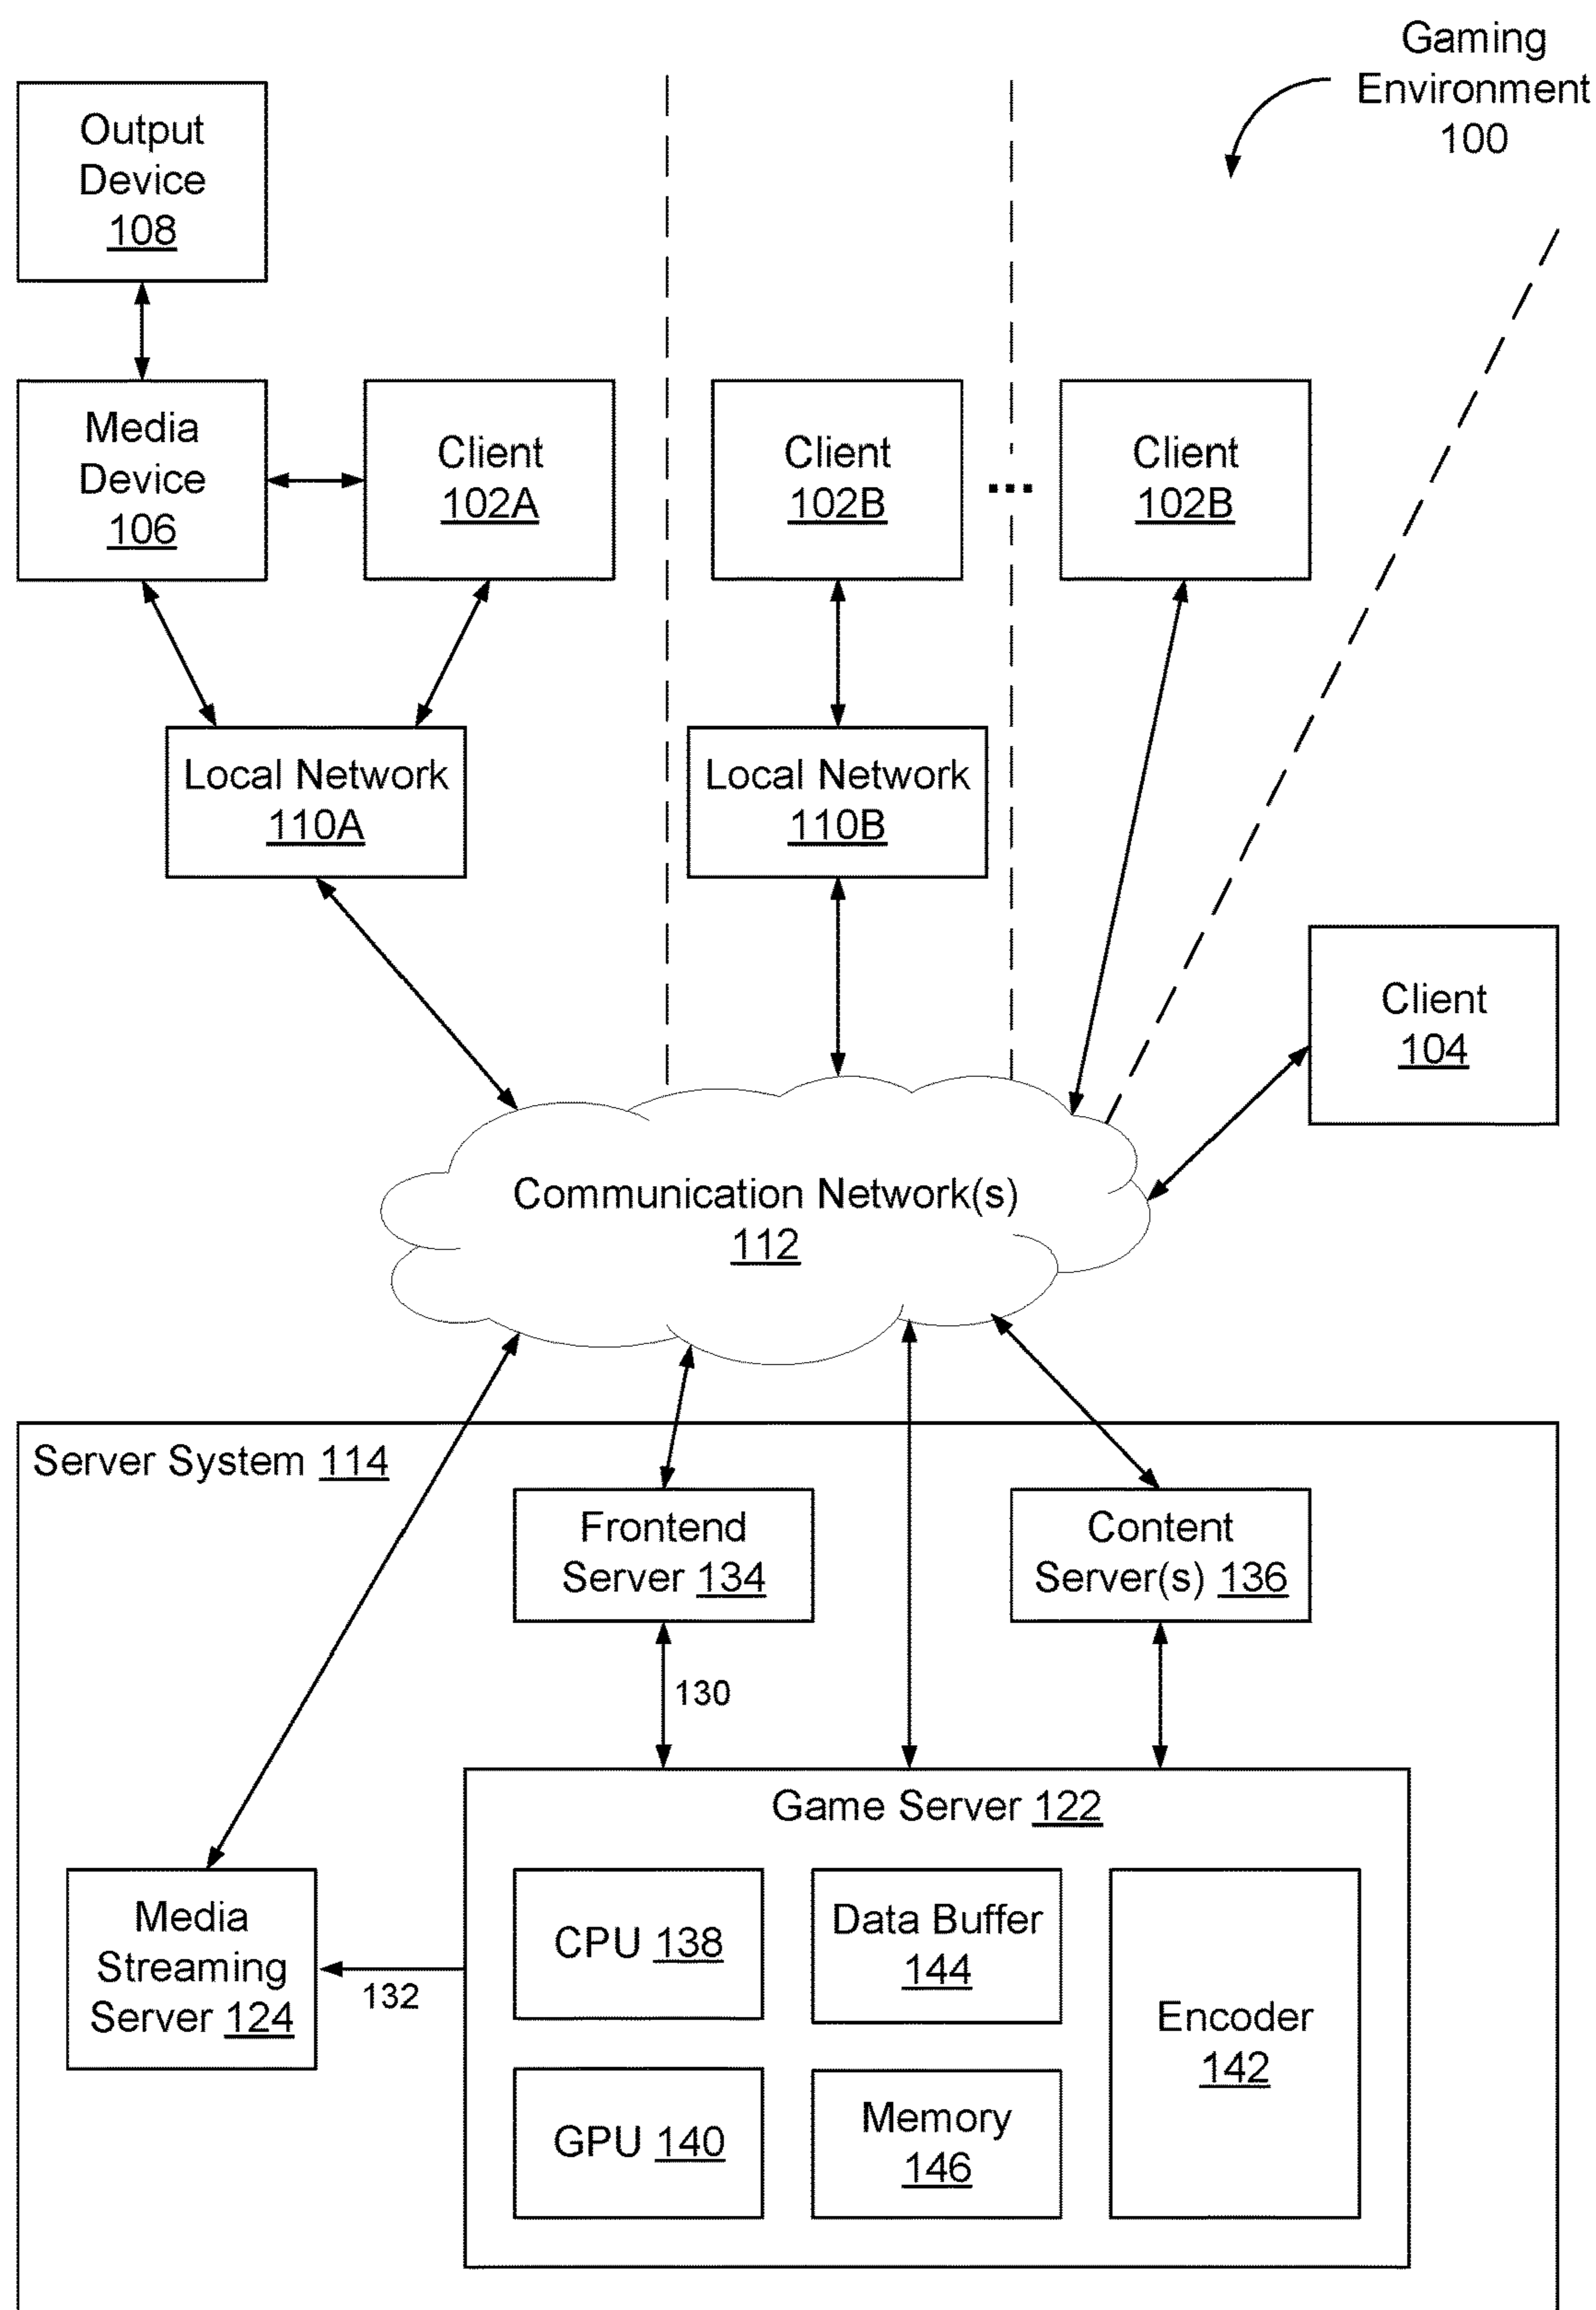 Gaming
Environment
100
Output
Device
108
Media
Device
106
Client
102A
Client
102B
...
Client
102B
Local Network
110A
Local Network
110B
Client
104
Communication Network(s)
112
Server System 114
Frontend
Server 134
Content
Server(s) 136
130
Game Server 122
Media
Streaming
Server 124
132
CPU 138
Data Buffer
144
Encoder
142
GPU 140
Memory
146